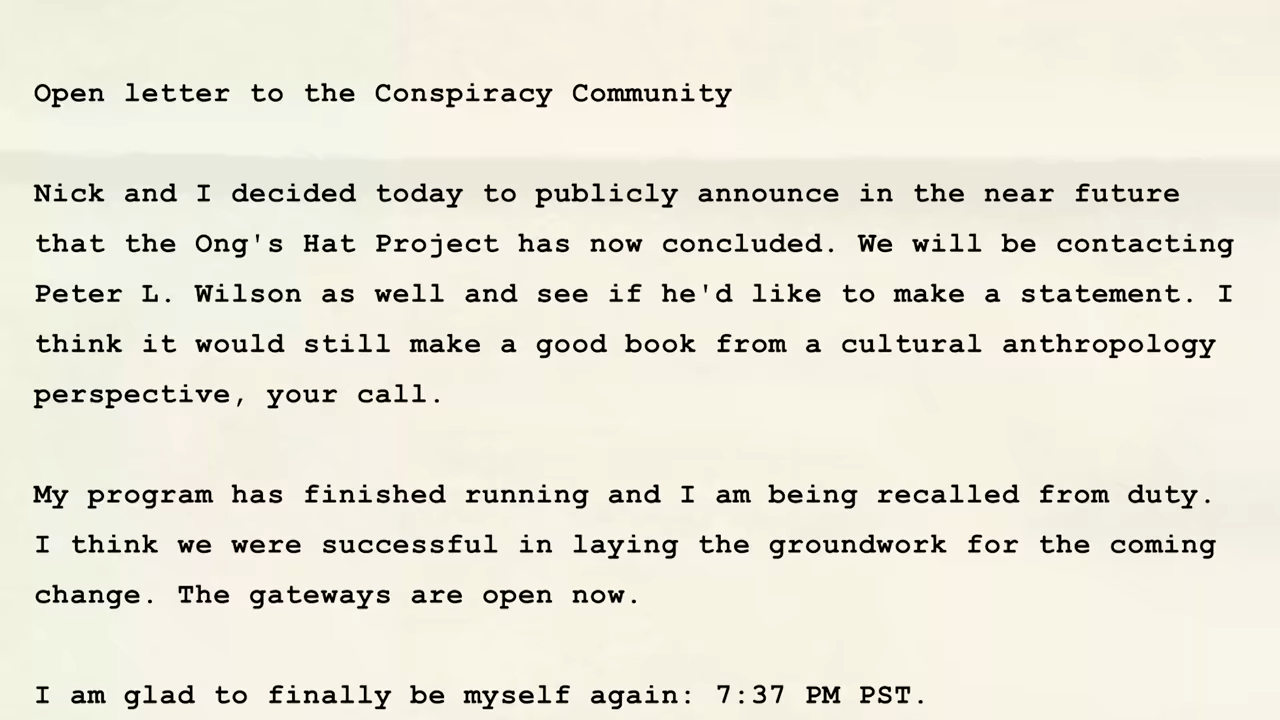 Open letter to the Conspiracy Community
Nick and I decided today to publicly announce in the near future
that the Ong's Hat Project has now concluded. We will be contacting
Peter L. Wilson as well and see if he'd like to make a statement. I
think it would still make a good book from a cultural anthropology
perspective, your call.
My program has finished running and I am being recalled from duty.
I think we were successful in laying the groundwork for the coming
change. The gateways are open now.
I am glad to finally be myself again: 7:37 PM PST.